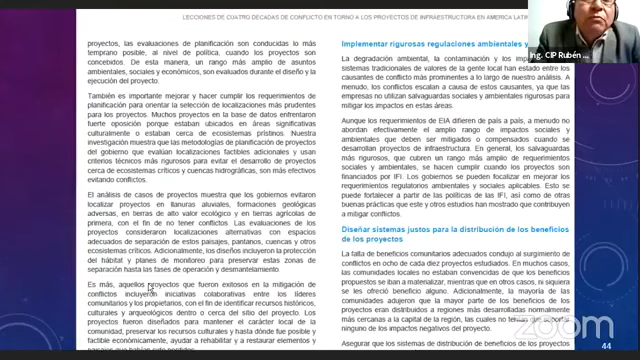 LECCIONES DE CUATRO DECADAS DE CONFLICTO EN TORNO A LOS PROYECTOS DE INFRAESTRUCTURA EN AMERICA LATIN
proyectos, las evaluaciones de planificación son conducidas lo más
temprano posible, al nivel de política, cuando los proyectos son
concebidos. De esta manera, un rango más amplio de asuntos
ambientales, sociales y económicos, son evaluados durante el diseño y la
ejecución del proyecto.
También es importante mejorar y hacer cumplir los requerimientos de
planificación para orientar la selección de localizaciones más prudentes
para los proyectos. Muchos proyectos en la base de datos enfrentaron
fuerte oposición porque estaban ubicados en áreas significativas
culturalmente o estaban cerca de ecosistemas prístinos. Nuestra
investigación muestra que las metodologías de planificación de proyectos
del gobierno que evalúan localizaciones factibles adicionales y usan
criterios técnicos más rigurosos para evitar el desarrollo de proyectos
cerca de ecosistemas críticos y cuencas hidrográficas, son más efectivos
evitando conflictos.
El análisis de casos de proyectos muestra que los gobiernos evitaron
localizar proyectos en llanuras aluviales, formaciones geológicas
adversas, en tierras de alto valor ecológico y en tierras agrícolas de
primera, con el fin de no tener conflictos. Las evaluaciones de los
proyectos consideraron localizaciones alternativas con espacios
adecuados de separación de estos paisajes, pantanos, cuencas y otros
ecosistemas críticos. Adicionalmente, los diseños incluyeron la protección
del hábitat y planes de monitoreo para preservar estas zonas de
separación hasta las fases de operación y desmantelamiento.
Es más, aquellos proyectos que fueron exitosos en la mitigación de
conflictos incluyeron iniciativas colaborativas entre los líderes
comunitarios y los propietarios, con el fin de identificar recursos históricos,
culturales y arqueológicos dentro o cerca del sitio del proyecto. Los
proyectos fueron diseñados para mantener el carácter local de la
comunidad, preservar los recursos culturales y hasta dónde fue posible y
factible económicamente, ayudar a rehabilitar y a restaurar elementos y
Implementar rigurosas regulaciones ambientales y
La degradación ambiental, la contaminación y los
sistemas tradicionales de valores de la gente local han estado entre los
causantes de conflicto más prominentes a lo largo de nuestro análisis. A
menudo, los conflictos escalan a causa de estos causantes, ya que las
empresas no utilizan salvaguardas sociales y ambientales rigurosas para
mitigar los impactos en estas áreas.
Aunque los requerimientos de EIA difieren de país a país, a menudo no
abordan efectivamente el amplio rango de impactos sociales y
ambientales que deben ser mitigados o compensados cuando se
desarrollan proyectos de infraestructura. En general, los salvaguardas
más rigurosos, que cubren un rango más amplio de requerimientos
sociales y ambientales, se hacen cumplir cuando los proyectos son
financiados por IFI. Los gobiernos se pueden focalizar en mejorar los
requerimientos regulatorios ambientales y sociales aplicables. Esto se
puede fortalecer a partir de las políticas de las IFI, así como de otras
buenas prácticas que este y otros estudios han mostrado que contribuyen
a mitigar conflictos.
Diseñar sistemas justos para la distribución de los beneficios
de los proyectos
La falta de beneficios comunitarios adecuados condujo al surgimiento de
conflictos en ocho de cada diez proyectos estudiados. En muchos casos,
las comunidades locales no estaban convencidas de que los beneficios
propuestos se iban a materializar, mientras que en otros casos, ni siquiera
se les ofreció beneficio alguno. Adicionalmente, la mayoría de las
comunidades adujeron que la mayor parte de los beneficios de los
proyectos eran distribuidos a regiones más desarrolladas normalmente
más cercanas a la capital de la región, las cuales no tenían que soportar
ninguno de los impactos negativos del proyecto.
Asegurar que los sistemas de distribución de beneficios de proyectos
Ing. CIP Rubén
zoom
44